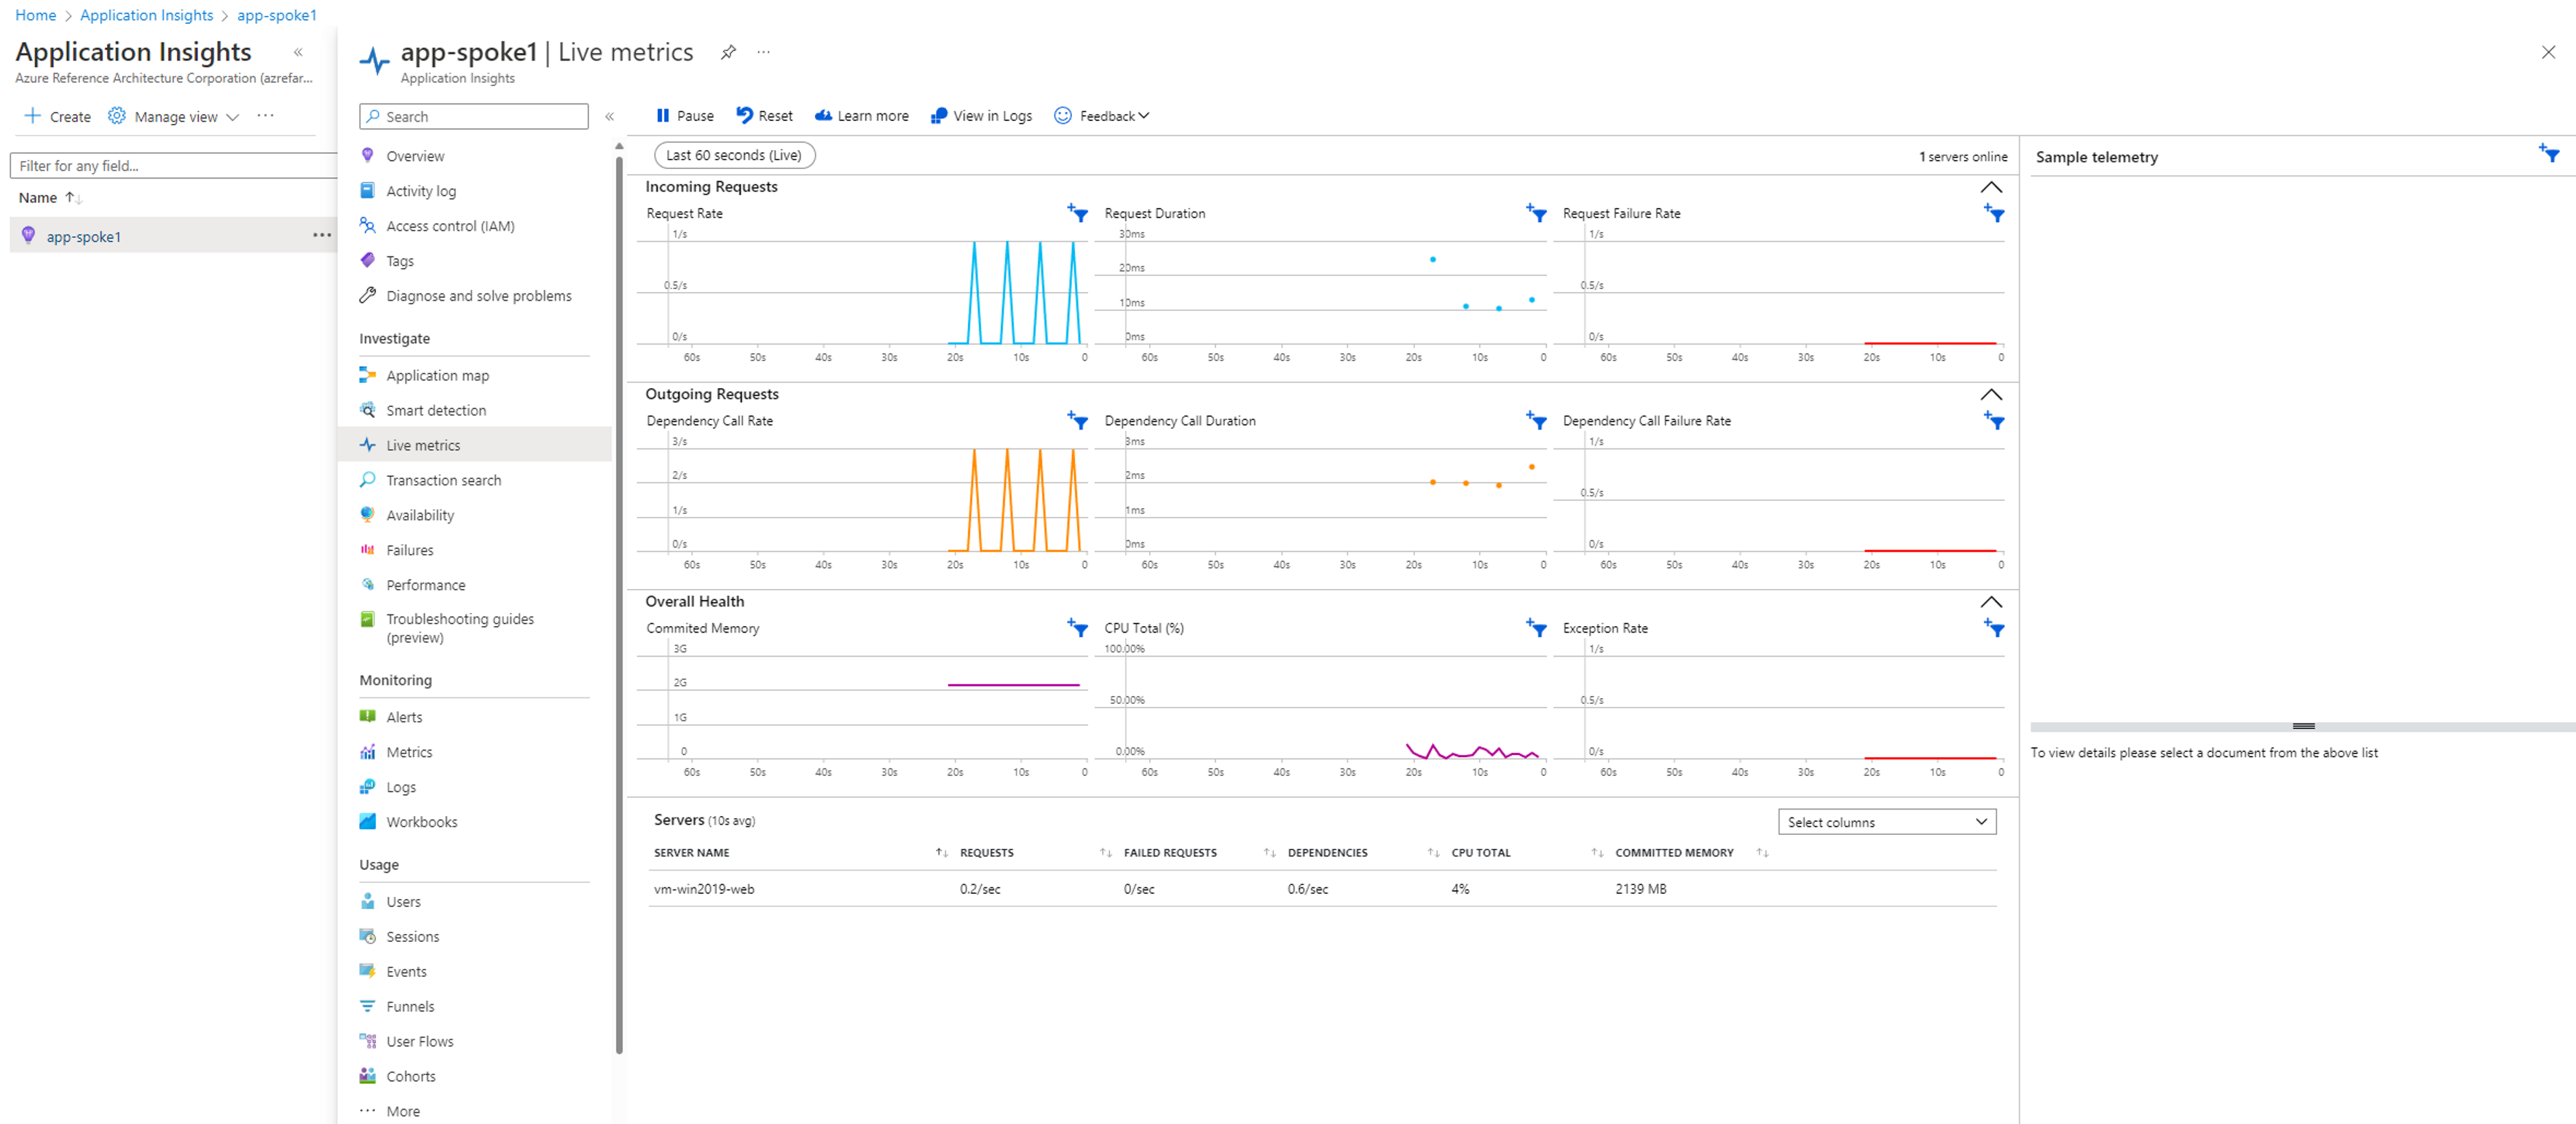 Home > Application Insights > app-spoke1
Application Insights
Azure Reference Architecture Corporation (azrefar...
Create Manage view ...
Filter for any field...
Name
app-spoke1 ...
app-spoke1 | Live metrics ...
Application Insights
Search
Overview
Activity log
Access control (IAM)
Tags
Diagnose and solve problems
Investigate
Application map
Smart detection
Live metrics
Transaction search
Availability
Failures
Performance
Troubleshooting guides
(preview)
Monitoring
Alerts
Metrics
Logs
Workbooks
Usage
Users
Sessions
Events
Funnels
User Flows
Cohorts
More
Pause Reset Learn more View in Logs Feedback
Last 60 seconds (Live) 1 servers online
Incoming Requests
Request Rate
1/s
0.5/s
0/s
60s 50s 40s 30s 20s 10s 0
Request Duration
30ms
20ms
10ms
0ms
60s 50s 40s 30s 20s 10s 0
Request Failure Rate
1/s
0.5/s
0/s
60s 50s 40s 30s 20s 10s 0
Outgoing Requests
Dependency Call Rate
3/s
2/s
1/s
0/s
60s 50s 40s 30s 20s 10s 0
Dependency Call Duration
3ms
2ms
1ms
0ms
60s 50s 40s 30s 20s 10s 0
Dependency Call Failure Rate
1/s
0.5/s
0/s
60s 50s 40s 30s 20s 10s 0
Overall Health
Commited Memory
3G
2G
1G
0
60s 50s 40s 30s 20s 10s 0
CPU Total (%)
100.00%
50.00%
0.00%
60s 50s 40s 30s 20s 10s 0
Exception Rate
1/s
0.5/s
0/s
60s 50s 40s 30s 20s 10s 0
Servers (10s avg) Select columns
SERVER NAME REQUESTS FAILED REQUESTS DEPENDENCIES CPU TOTAL COMMITTED MEMORY
vm-win2019-web 0.2/sec 0/sec 0.6/sec 4% 2139 MB
Sample telemetry
To view details please select a document from the above list